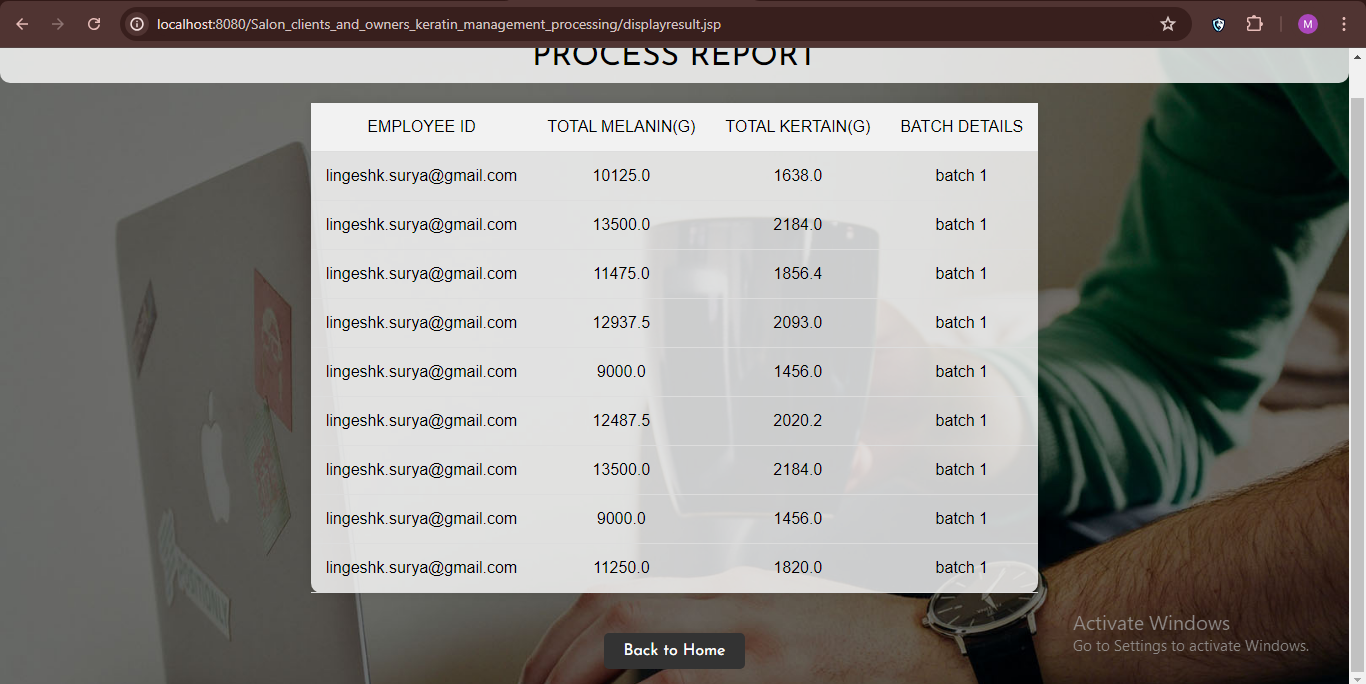 localhost:8080/Salon_clients_and_owners_keratin_management_processing/displayresult.jsp
M
PROCESS REPORT
EMPLOYEE ID TOTAL MELANIN(G) TOTAL KERTAIN(G) BATCH DETAILS
lingeshk.surya@gmail.com 10125.0 1638.0 batch 1
lingeshk.surya@gmail.com 13500.0 2184.0 batch 1
lingeshk.surya@gmail.com 11475.0 1856.4 batch 1
lingeshk.surya@gmail.com 12937.5 2093.0 batch 1
lingeshk.surya@gmail.com 9000.0 1456.0 batch 1
lingeshk.surya@gmail.com 12487.5 2020.2 batch 1
lingeshk.surya@gmail.com 13500.0 2184.0 batch 1
lingeshk.surya@gmail.com 9000.0 1456.0 batch 1
lingeshk.surya@gmail.com 11250.0 1820.0 batch 1
Back to Home
Activate Windows
Go to Settings to activate Windows.